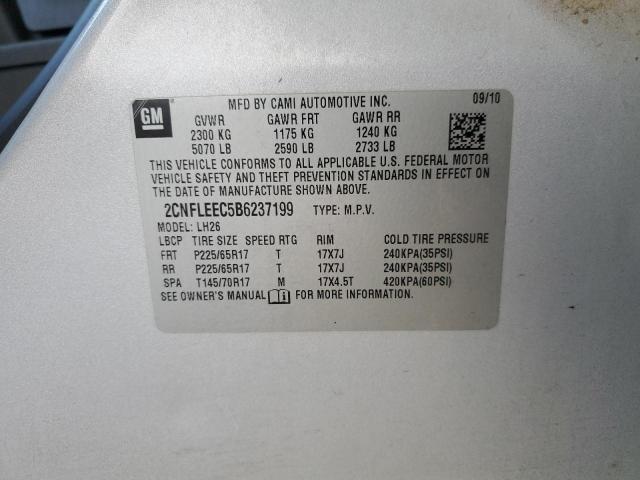 GM
MFD BY CAMI AUTOMOTIVE INC. 09/10
GVWR GAWR FRT GAWR RR
2300 KG 1175 KG 1240 KG
5070 LB 2590 LB 2733 LB
THIS VEHICLE CONFORMS TO ALL APPLICABLE U.S. FEDERAL MOTOR
VEHICLE SAFETY AND THEFT PREVENTION STANDARDS IN EFFECT ON
THE DATE OF MANUFACTURE SHOWN ABOVE.
2CNFLEEC5B6237199 TYPE: M.P.V.
MODEL: LH26
LBCP TIRE SIZE SPEED RTG RIM COLD TIRE PRESSURE
FRT P225/65R17 T 17X7J 240KPA(35PSI)
RR P225/65R17 T 17X7J 240KPA(35PSI)
SPA T145/70R17 M 17X4.5T 420KPA(60PSI)
SEE OWNER'S MANUAL i FOR MORE INFORMATION.